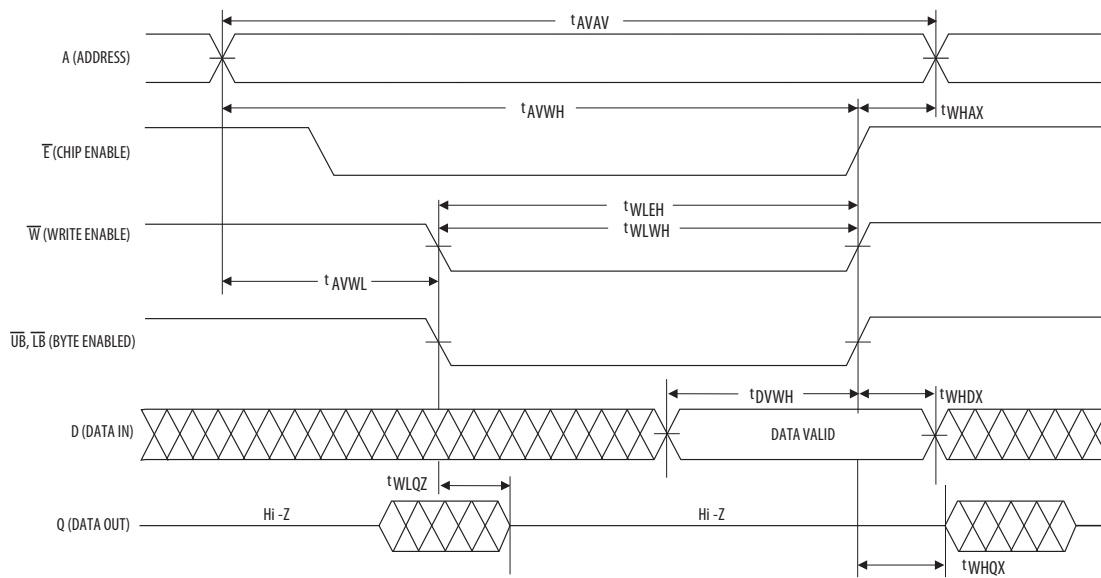 tAVAV
A (ADDRESS)
tAVWH
tWHAX
E (CHIP ENABLE)
tWLEH
W (WRITE ENABLE)
tWLWH
tAVWL
UB, LB (BYTE ENABLED)
tDVWH
tWHDX
D (DATA IN)
DATA VALID
tWLQZ
Q (DATA OUT)
Hi -Z
Hi -Z
tWHQX